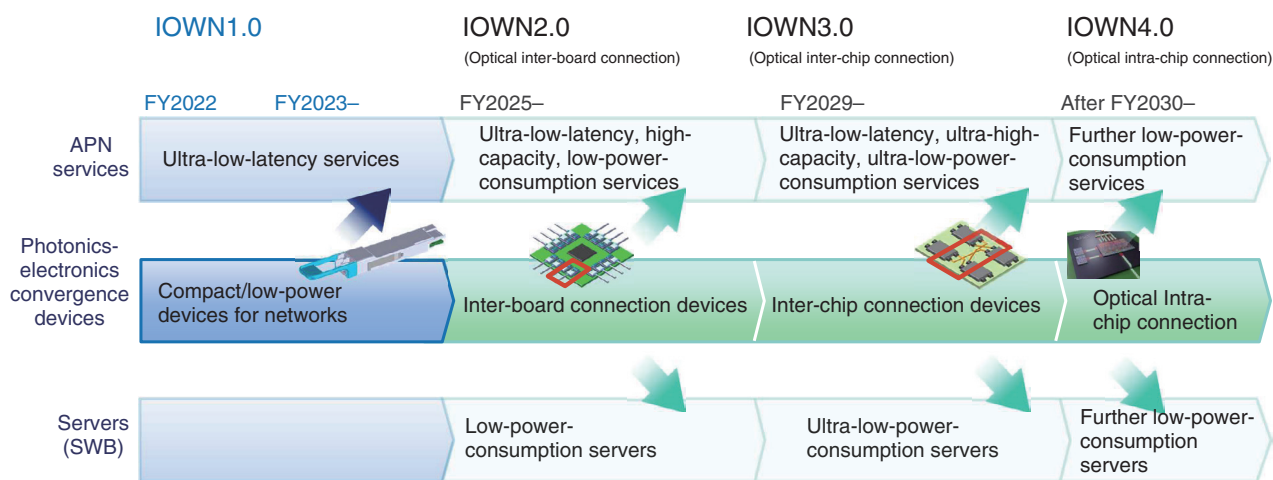 IOWN1.0
IOWN2.0
(Optical inter-board connection)
IOWN3.0
(Optical inter-chip connection)
IOWN4.0
(Optical intra-chip connection)
FY2022
FY2023–
FY2025–
FY2029–
After FY2030–
APN
services
Ultra-low-latency services
Ultra-low-latency, high-
capacity, low-power-
consumption services
Ultra-low-latency, ultra-high-
capacity, ultra-low-power-
consumption services
Further low-power-
consumption
services
Photonics-
electronics
convergence
devices
Compact/low-power
devices for networks
Inter-board connection devices
Inter-chip connection devices
Optical Intra-
chip connection
Servers
(SWB)
Low-power-
consumption servers
Ultra-low-power-
consumption servers
Further low-power-
consumption
servers